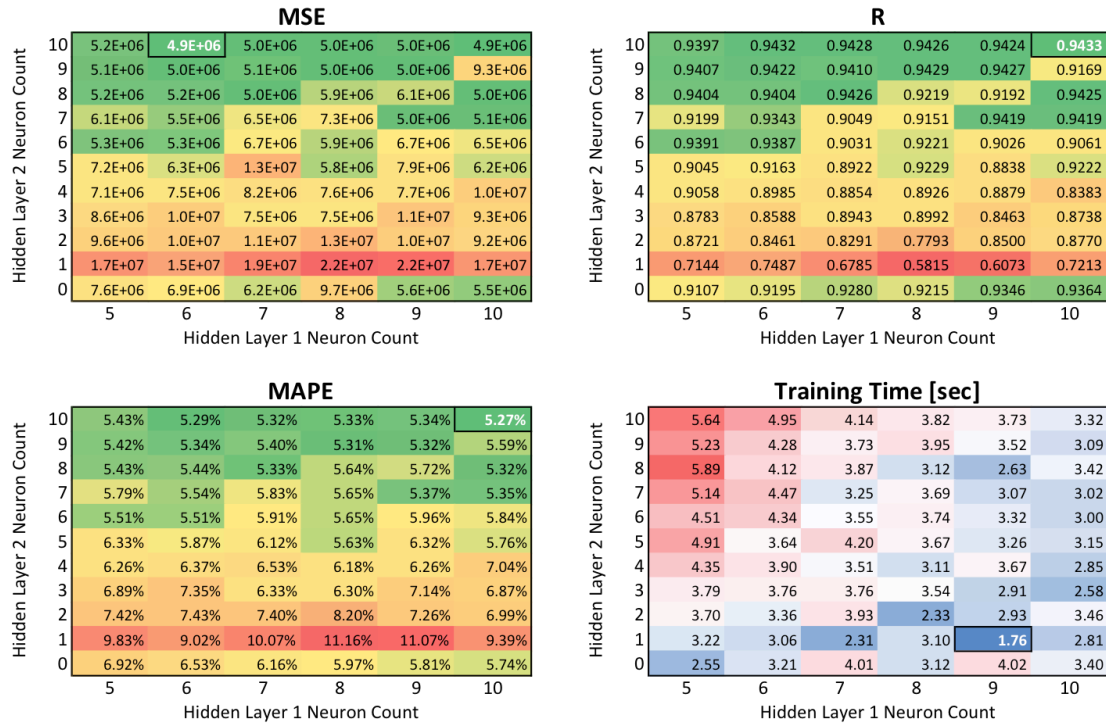 MSE
Hidden Layer 2 Neuron Count
10 5.2E+06 4.9E+06 5.0E+06 5.0E+06 5.0E+06 4.9E+06
9 5.1E+06 5.0E+06 5.1E+06 5.0E+06 5.0E+06 9.3E+06
8 5.2E+06 5.2E+06 5.0E+06 5.9E+06 6.1E+06 5.0E+06
7 6.1E+06 5.5E+06 6.5E+06 7.3E+06 5.0E+06 5.1E+06
6 5.3E+06 5.3E+06 6.7E+06 5.9E+06 6.7E+06 6.5E+06
5 7.2E+06 6.3E+06 1.3E+07 5.8E+06 7.9E+06 6.2E+06
4 7.1E+06 7.5E+06 8.2E+06 7.6E+06 7.7E+06 1.0E+07
3 8.6E+06 1.0E+07 7.5E+06 7.5E+06 1.1E+07 9.3E+06
2 9.6E+06 1.0E+07 1.1E+07 1.3E+07 1.0E+07 9.2E+06
1 1.7E+07 1.5E+07 1.9E+07 2.2E+07 2.2E+07 1.7E+07
0 7.6E+06 6.9E+06 6.2E+06 9.7E+06 5.6E+06 5.5E+06
5 6 7 8 9 10
Hidden Layer 1 Neuron Count
R
Hidden Layer 2 Neuron Count
10 0.9397 0.9432 0.9428 0.9426 0.9424 0.9433
9 0.9407 0.9422 0.9410 0.9429 0.9427 0.9169
8 0.9404 0.9404 0.9426 0.9219 0.9192 0.9425
7 0.9199 0.9343 0.9049 0.9151 0.9419 0.9419
6 0.9391 0.9387 0.9031 0.9221 0.9026 0.9061
5 0.9045 0.9163 0.8922 0.9229 0.8838 0.9222
4 0.9058 0.8985 0.8854 0.8926 0.8879 0.8383
3 0.8783 0.8588 0.8943 0.8992 0.8463 0.8738
2 0.8721 0.8461 0.8291 0.7793 0.8500 0.8770
1 0.7144 0.7487 0.6785 0.5815 0.6073 0.7213
0 0.9107 0.9195 0.9280 0.9215 0.9346 0.9364
5 6 7 8 9 10
Hidden Layer 1 Neuron Count
MAPE
Hidden Layer 2 Neuron Count
10 5.43% 5.29% 5.32% 5.33% 5.34% 5.27%
9 5.42% 5.34% 5.40% 5.31% 5.32% 5.59%
8 5.43% 5.44% 5.33% 5.64% 5.72% 5.32%
7 5.79% 5.54% 5.83% 5.65% 5.37% 5.35%
6 5.51% 5.51% 5.91% 5.65% 5.96% 5.84%
5 6.33% 5.87% 6.12% 5.63% 6.32% 5.76%
4 6.26% 6.37% 6.53% 6.18% 6.26% 7.04%
3 6.89% 7.35% 6.33% 6.30% 7.14% 6.87%
2 7.42% 7.43% 7.40% 8.20% 7.26% 6.99%
1 9.83% 9.02% 10.07% 11.16% 11.07% 9.39%
0 6.92% 6.53% 6.16% 5.97% 5.81% 5.74%
5 6 7 8 9 10
Hidden Layer 1 Neuron Count
Training Time [sec]
Hidden Layer 2 Neuron Count
10 5.64 4.95 4.14 3.82 3.73 3.32
9 5.23 4.28 3.73 3.95 3.52 3.09
8 5.89 4.12 3.87 3.12 2.63 3.42
7 5.14 4.47 3.25 3.69 3.07 3.02
6 4.51 4.34 3.55 3.74 3.32 3.00
5 4.91 3.64 4.20 3.67 3.26 3.15
4 4.35 3.90 3.51 3.11 3.67 2.85
3 3.79 3.76 3.76 3.54 2.91 2.58
2 3.70 3.36 3.93 2.33 2.93 3.46
1 3.22 3.06 2.31 3.10 1.76 2.81
0 2.55 3.21 4.01 3.12 4.02 3.40
5 6 7 8 9 10
Hidden Layer 1 Neuron Count